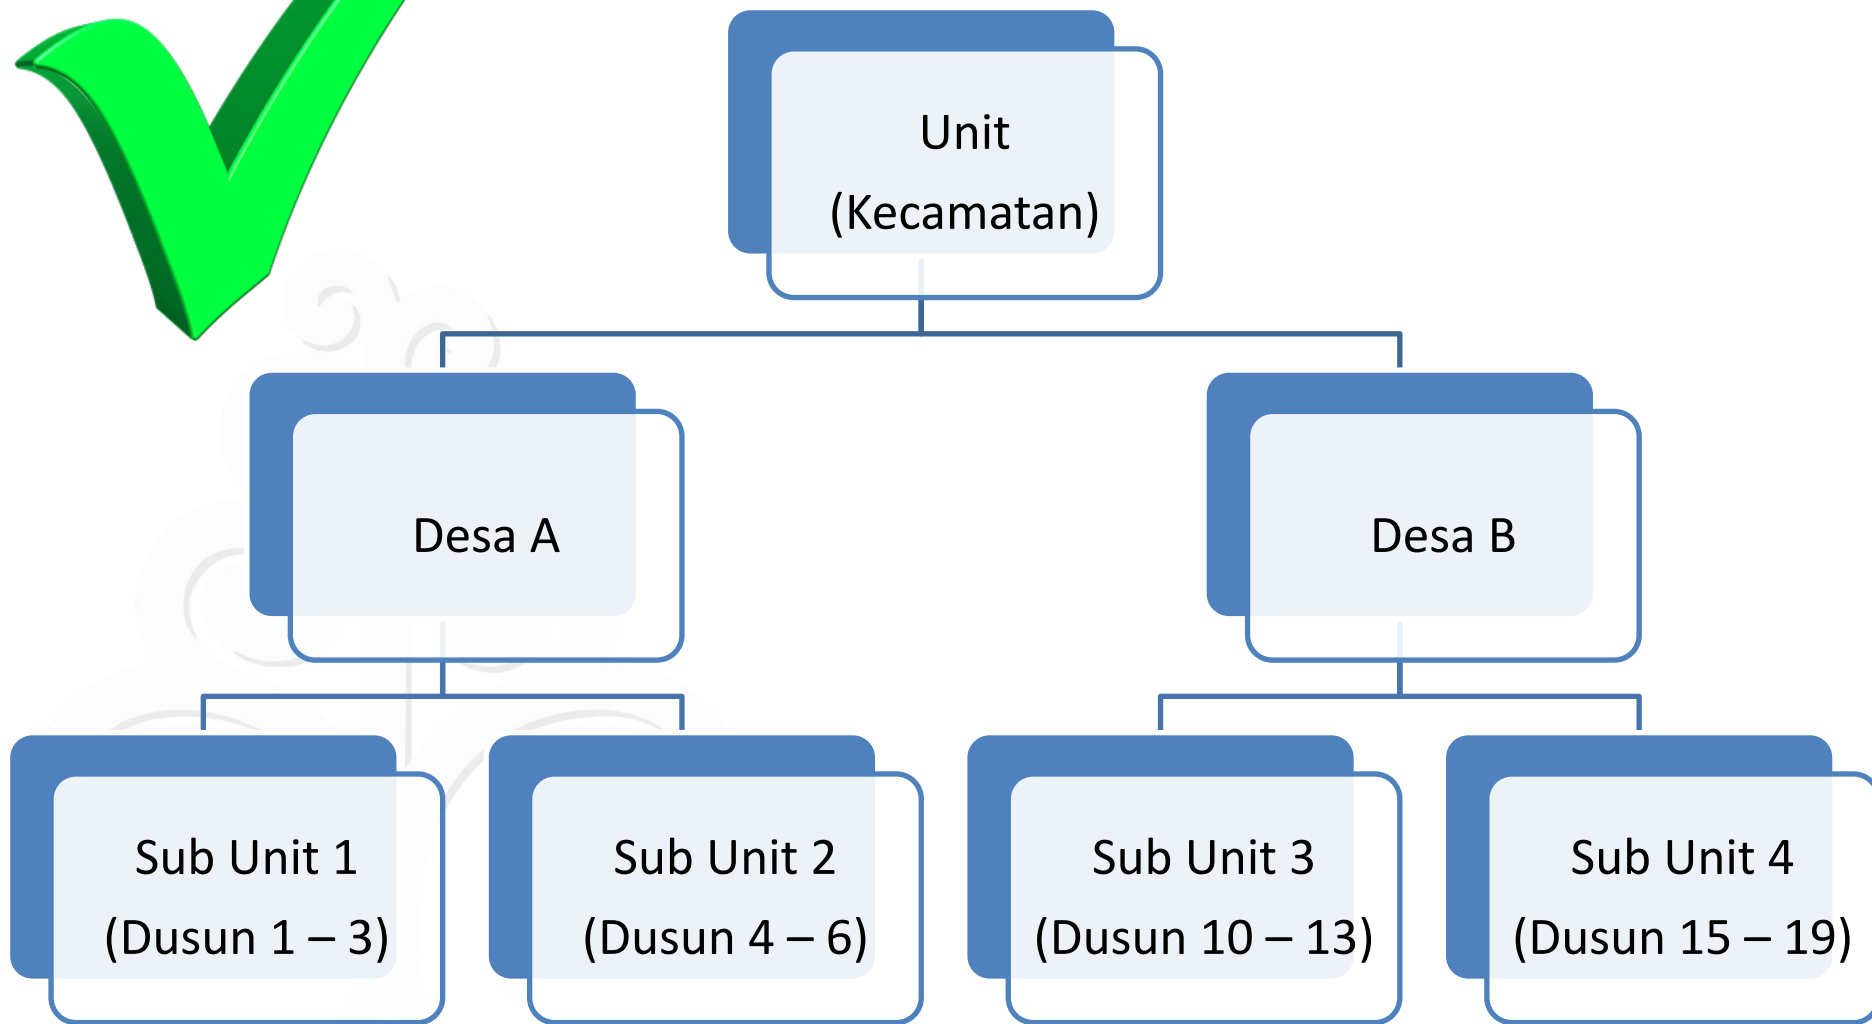 Unit
(Kecamatan)
Desa A
Desa B
Sub Unit 1
(Dusun 1 – 3)
Sub Unit 2
(Dusun 4 – 6)
Sub Unit 3
(Dusun 10 – 13)
Sub Unit 4
(Dusun 15 – 19)